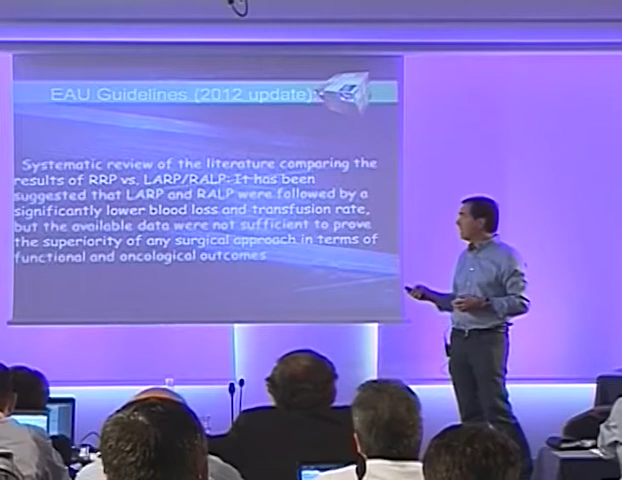 EAU Guidelines (2012 update)
Systematic review of the literature comparing the
results of RRP vs. LARP/RALP: It has been
suggested that LARP and RALP were followed by a
significantly lower blood loss and transfusion rate,
but the available data were not sufficient to prove
the superiority of any surgical approach in terms of
functional and oncological outcomes